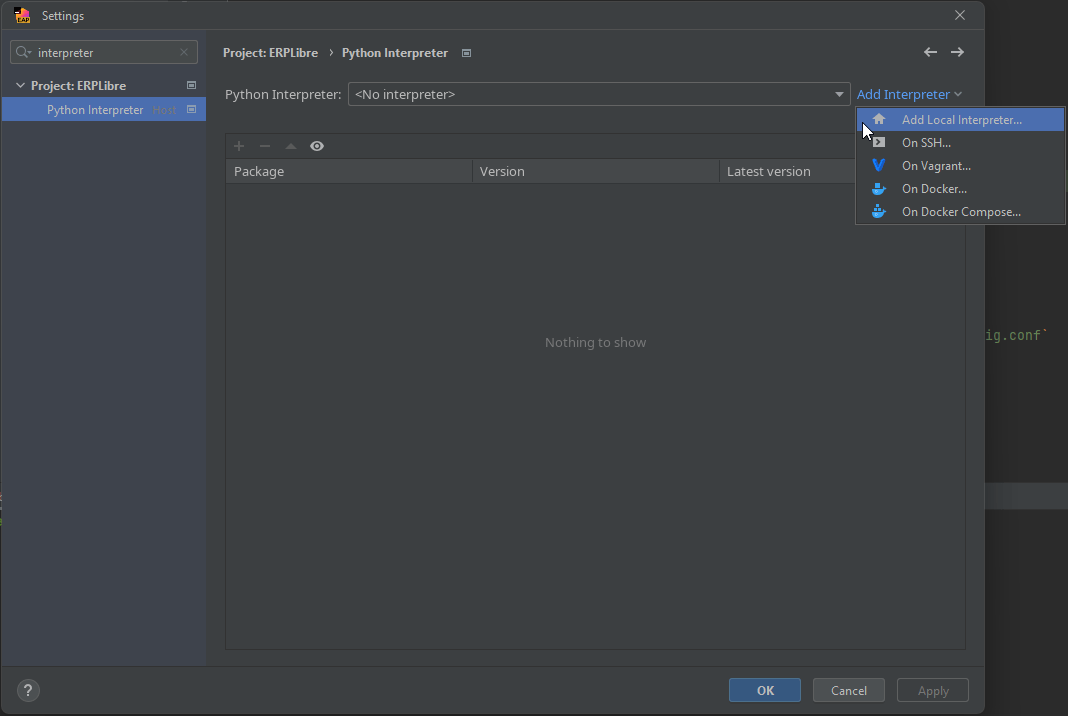 EAP Settings
interpreter
Project: ERPLibre
Python Interpreter Host
Project: ERPLibre › Python Interpreter
Python Interpreter: <No interpreter> Add Interpreter
Add Local Interpreter...
On SSH...
On Vagrant...
On Docker...
On Docker Compose...
Package Version Latest version
Nothing to show
ig.conf`
? OK Cancel Apply